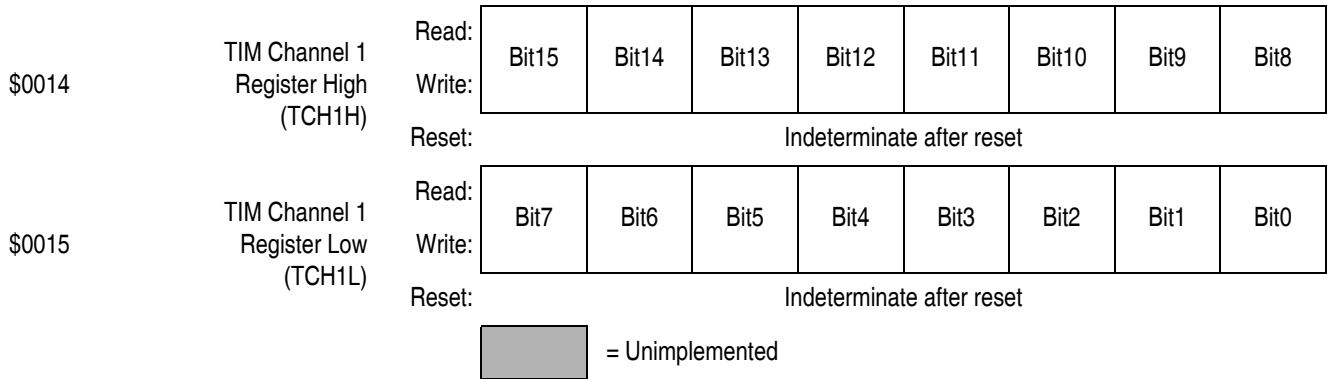 $0014 TIM Channel 1 Register High (TCH1H) Read: Write: Bit15 Bit14 Bit13 Bit12 Bit11 Bit10 Bit9 Bit8
Reset: Indeterminate after reset
$0015 TIM Channel 1 Register Low (TCH1L) Read: Write: Bit7 Bit6 Bit5 Bit4 Bit3 Bit2 Bit1 Bit0
Reset: Indeterminate after reset
= Unimplemented